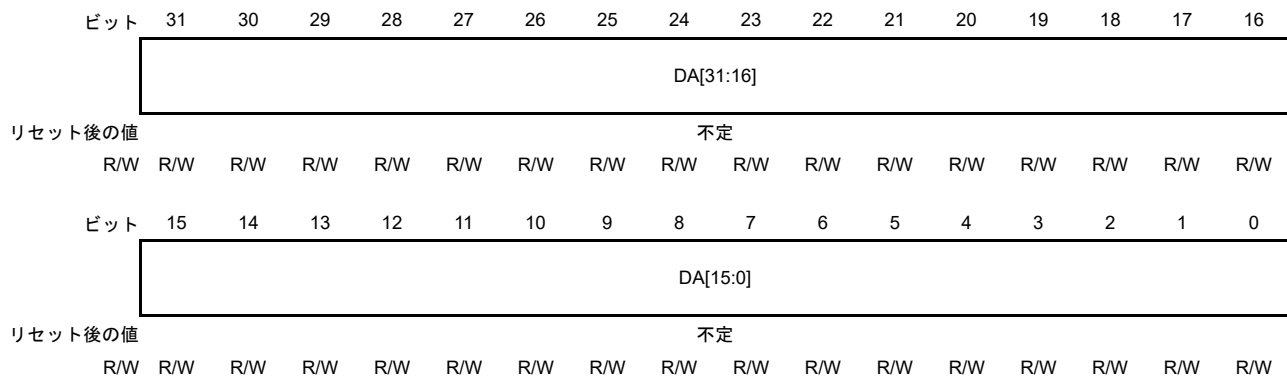 ビット 31 30 29 28 27 26 25 24 23 22 21 20 19 18 17 16
DA[31:16]
リセット後の値 不定
R/W R/W R/W R/W R/W R/W R/W R/W R/W R/W R/W R/W R/W R/W R/W R/W R/W
ビット 15 14 13 12 11 10 9 8 7 6 5 4 3 2 1 0
DA[15:0]
リセット後の値 不定
R/W R/W R/W R/W R/W R/W R/W R/W R/W R/W R/W R/W R/W R/W R/W R/W R/W